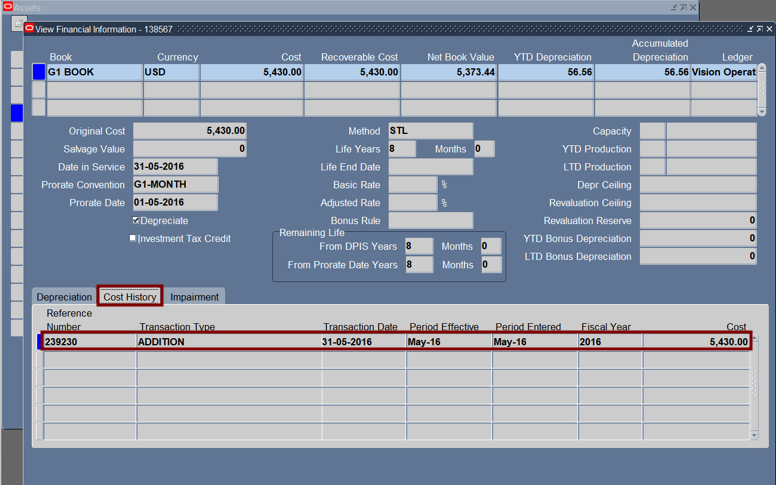 Assets
View Financial Information - 138567
Book Currency Cost Recoverable Cost Net Book Value YTD Depreciation Accumulated Depreciation Ledger
G1 BOOK USD 5,430.00 5,430.00 5,373.44 56.56 56.56 Vision Operat
Original Cost 5,430.00 Method STL Capacity
Salvage Value 0 Life Years 8 Months 0 YTD Production
Date in Service 31-05-2016 Life End Date LTD Production
Prorate Convention G1-MONTH Basic Rate % Depr Ceiling
Prorate Date 01-05-2016 Adjusted Rate % Revaluation Ceiling
Depreciate Bonus Rule Revaluation Reserve 0
Investment Tax Credit Remaining Life YTD Bonus Depreciation 0
From DPIS Years 8 Months 0 LTD Bonus Depreciation 0
From Prorate Date Years 8 Months 0
Depreciation Cost History Impairment
Reference
Number Transaction Type Transaction Date Period Effective Period Entered Fiscal Year Cost
239230 ADDITION 31-05-2016 May-16 May-16 2016 5,430.00